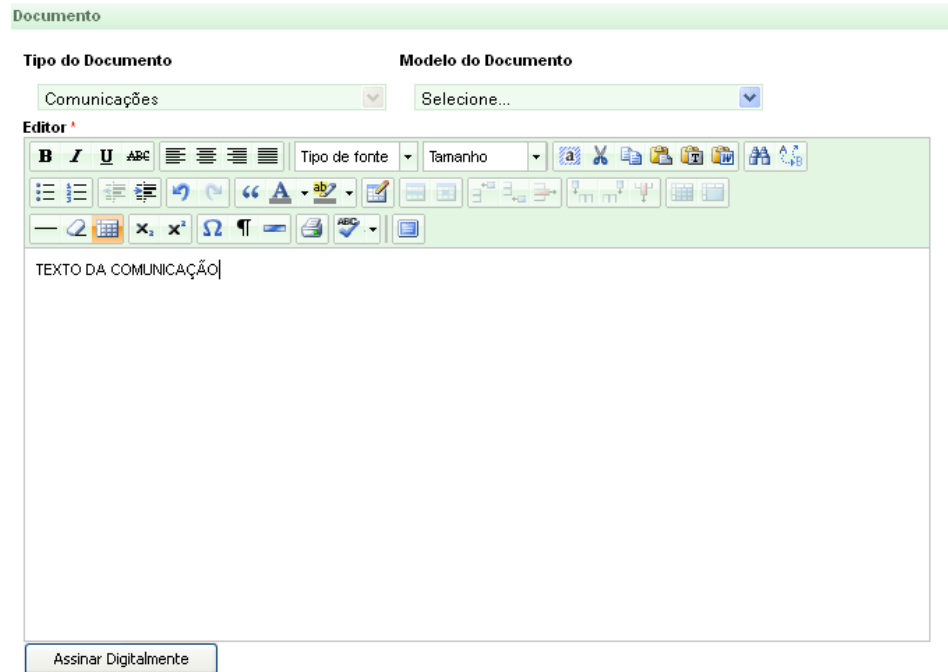 Documento
Tipo do Documento Modelo do Documento
Comunicações Selecione...
Editor *
B I U ABC Tipo de fonte Tamanho
TEXTO DA COMUNICAÇÃO
Assinar Digitalmente